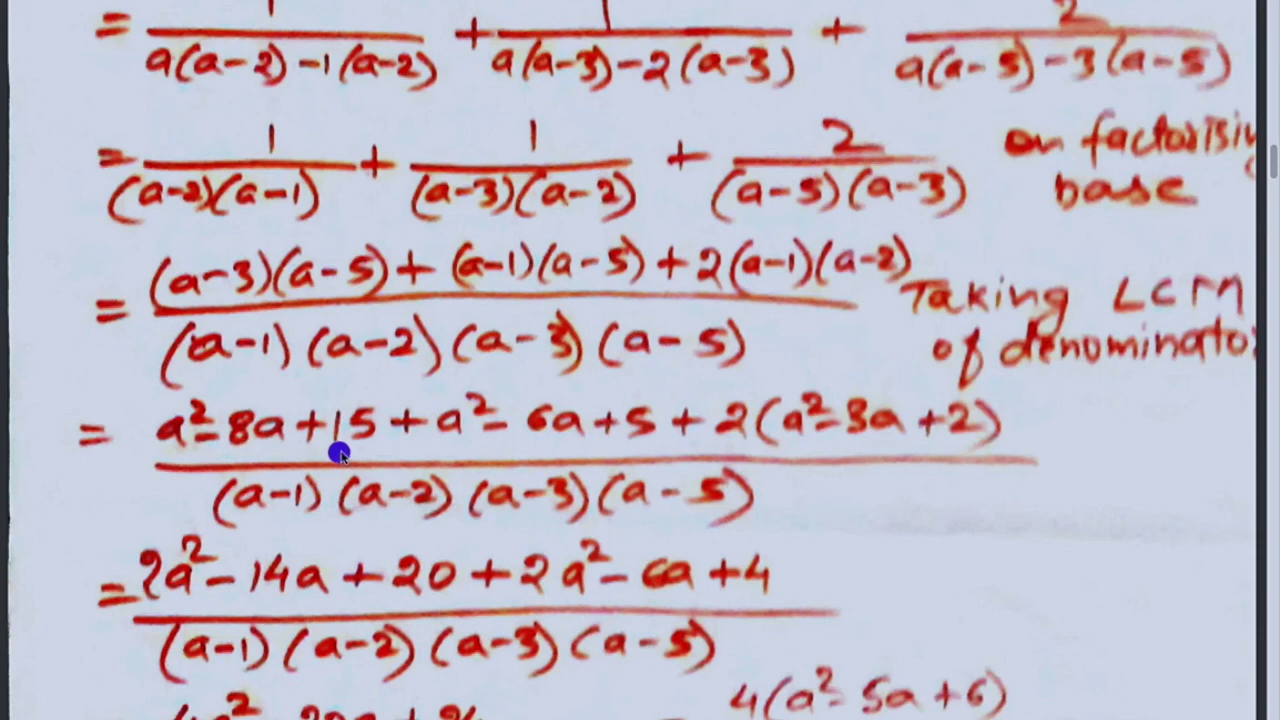 = 1/(a(a-2)-1(a-2)) + 1/(a(a-3)-2(a-3)) + 2/(a(a-5)-3(a-5))
= 1/((a-2)(a-1)) + 1/((a-3)(a-2)) + 2/((a-5)(a-3)) on factorisin
base
= ((a-3)(a-5) + (a-1)(a-5) + 2(a-1)(a-2))/((a-1)(a-2)(a-3)(a-5)) Taking LCM
of denominato
= (a²-8a+15+a²-6a+5+2(a²-3a+2))/((a-1)(a-2)(a-3)(a-5))
= (2a²-14a+20+2a²-6a+4)/((a-1)(a-2)(a-3)(a-5))
4(a²-5a+6)